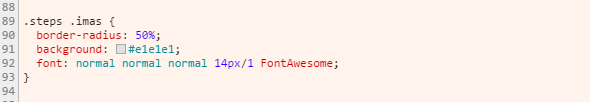 88
89 .steps .imas {
90 border-radius: 50%;
91 background: #e1e1e1;
92 font: normal normal normal 14px/1 FontAwesome;
93 }
94